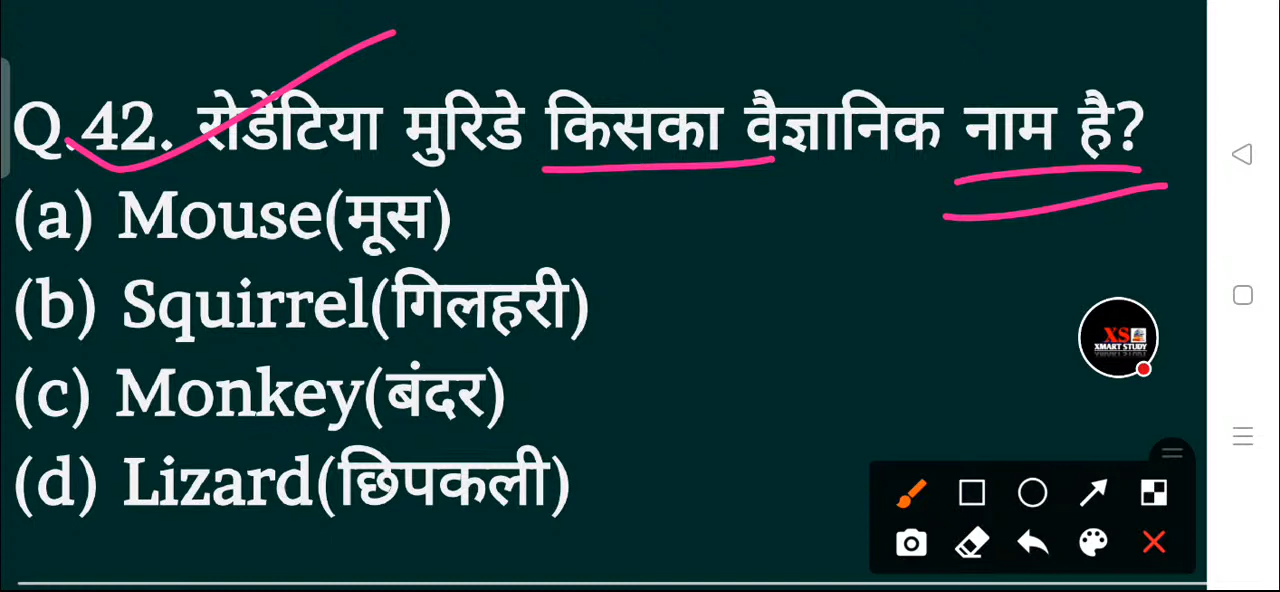 Q.42. रोडेंटिया मुरिडे किसका वैज्ञानिक नाम है?
(a) Mouse(मूस)
(b) Squirrel(गिलहरी)
(c) Monkey(बंदर)
(d) Lizard(छिपकली)
XS
XMART STUDY